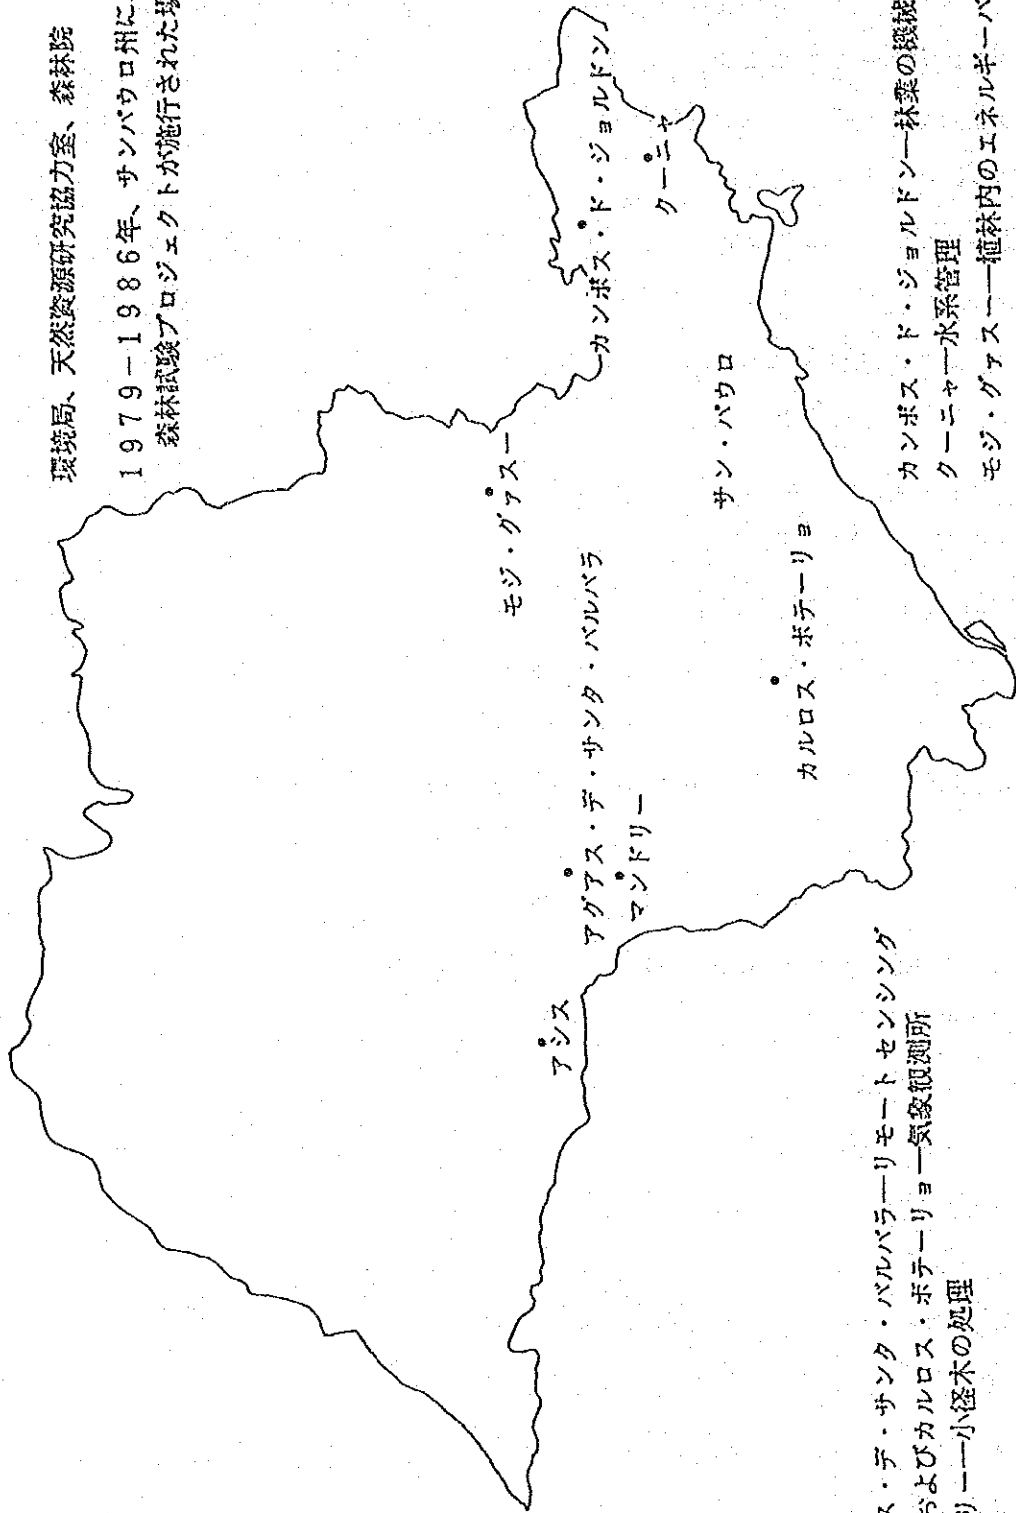 環境局、天然資源研究協力室、森林院
1979-1986年、サンパウロ州に
森林試験プロジェクトが施行された場
カンポス・ド・ジョルドン
クーニャ
モジ・グァスー
サン・パウロ
アグアス・デ・サンタ・バルバラ
マンドリー
カルロス・ボテーリョ
アシス
ス・デ・サンタ・バルバラ―リモートセンシング
およびカルロス・ボテーリョ―気象観測所
リー―小径木の処理
カンポス・ド・ジョルドン―林業の機械
クーニャ―水系管理
モジ・グァスー―植林内のエネルギーバ